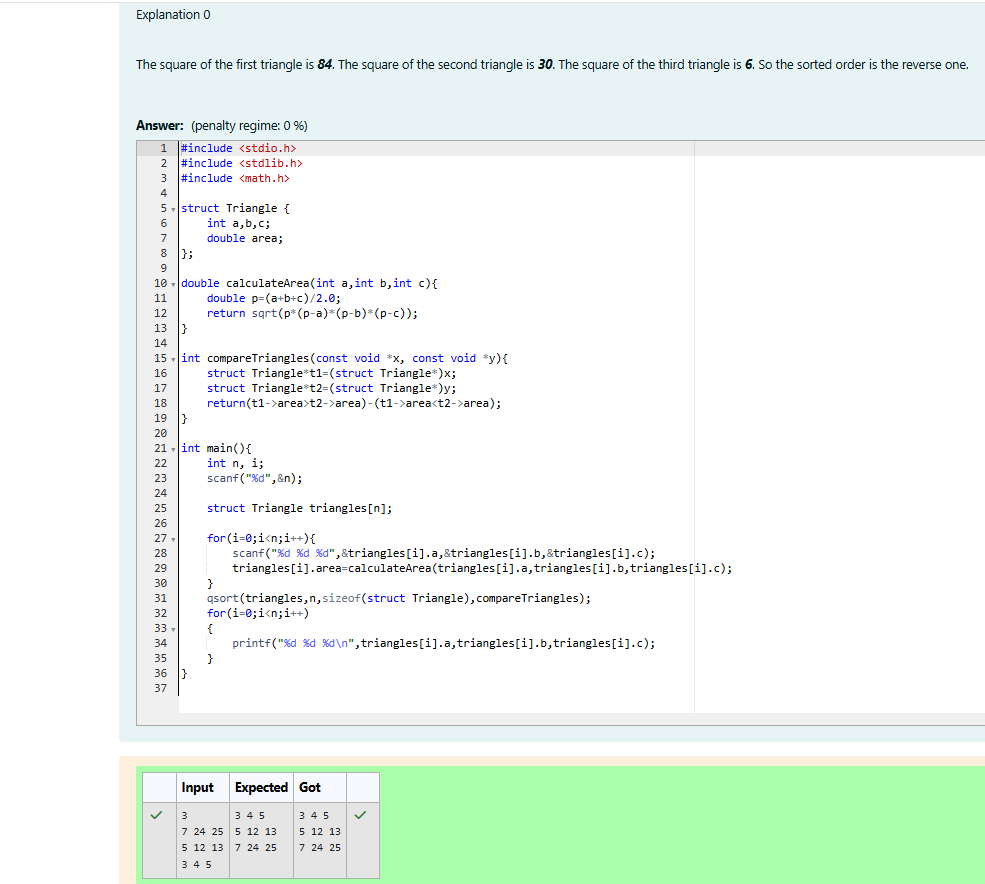 Explanation 0
The square of the first triangle is 84. The square of the second triangle is 30. The square of the third triangle is 6. So the sorted order is the reverse one.
Answer: (penalty regime: 0 %)
1 #include <stdio.h>
2 #include <stdlib.h>
3 #include <math.h>
4
5 struct Triangle {
6     int a,b,c;
7     double area;
8 };
9
10 double calculateArea(int a,int b,int c){
11     double p=(a+b+c)/2.0;
12     return sqrt(p*(p-a)*(p-b)*(p-c));
13 }
14
15 int compareTriangles(const void *x, const void *y){
16     struct Triangle*t1=(struct Triangle*)x;
17     struct Triangle*t2=(struct Triangle*)y;
18     return(t1->area>t2->area)-(t1->area<t2->area);
19 }
20
21 int main(){
22     int n, i;
23     scanf("%d",&n);
24
25     struct Triangle triangles[n];
26
27     for(i=0;i<n;i++){
28         scanf("%d %d %d",&triangles[i].a,&triangles[i].b,&triangles[i].c);
29         triangles[i].area=calculateArea(triangles[i].a,triangles[i].b,triangles[i].c);
30     }
31     qsort(triangles,n,sizeof(struct Triangle),compareTriangles);
32     for(i=0;i<n;i++)
33     {
34         printf("%d %d %d\n",triangles[i].a,triangles[i].b,triangles[i].c);
35     }
36 }
37
Input Expected Got
3 3 4 5 3 4 5
7 24 25 5 12 13 5 12 13
5 12 13 7 24 25 7 24 25
3 4 5